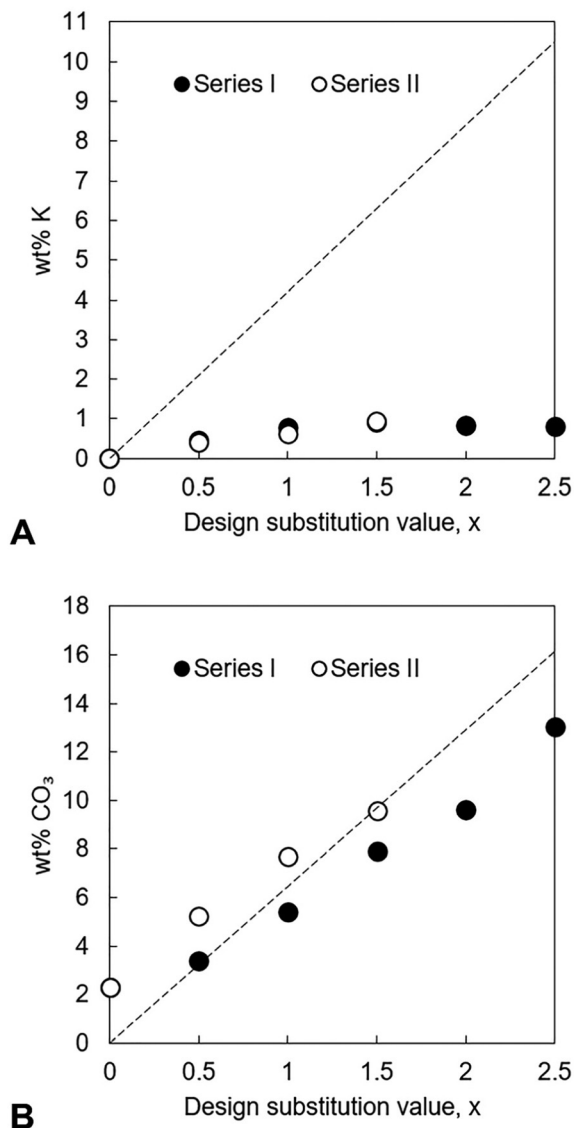 11
10
9
8
7
6
5
4
3
2
1
0
wt% K
Series I Series II
0 0.5 1 1.5 2 2.5
Design substitution value, x
A
18
16
14
12
10
8
6
4
2
0
wt% CO₃
Series I Series II
0 0.5 1 1.5 2 2.5
Design substitution value, x
B